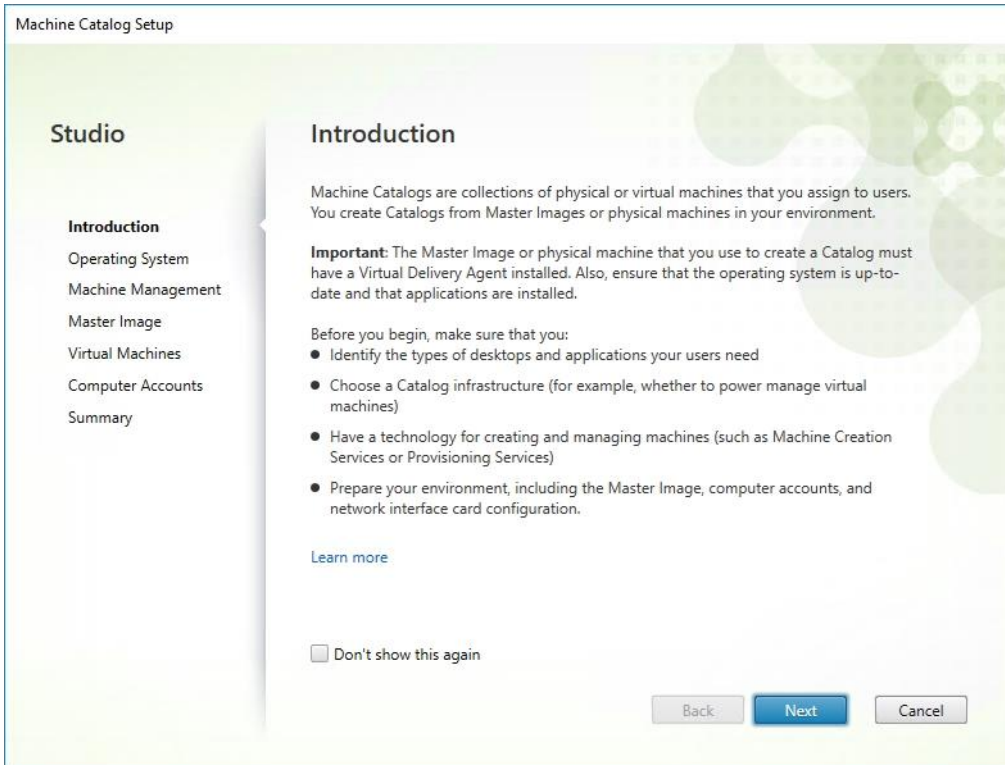 Machine Catalog Setup
Studio
Introduction
Operating System
Machine Management
Master Image
Virtual Machines
Computer Accounts
Summary
Introduction
Machine Catalogs are collections of physical or virtual machines that you assign to users.
You create Catalogs from Master Images or physical machines in your environment.
Important: The Master Image or physical machine that you use to create a Catalog must
have a Virtual Delivery Agent installed. Also, ensure that the operating system is up-to-
date and that applications are installed.
Before you begin, make sure that you:
● Identify the types of desktops and applications your users need
● Choose a Catalog infrastructure (for example, whether to power manage virtual
machines)
● Have a technology for creating and managing machines (such as Machine Creation
Services or Provisioning Services)
● Prepare your environment, including the Master Image, computer accounts, and
network interface card configuration.
Learn more
Don't show this again
Back Next Cancel